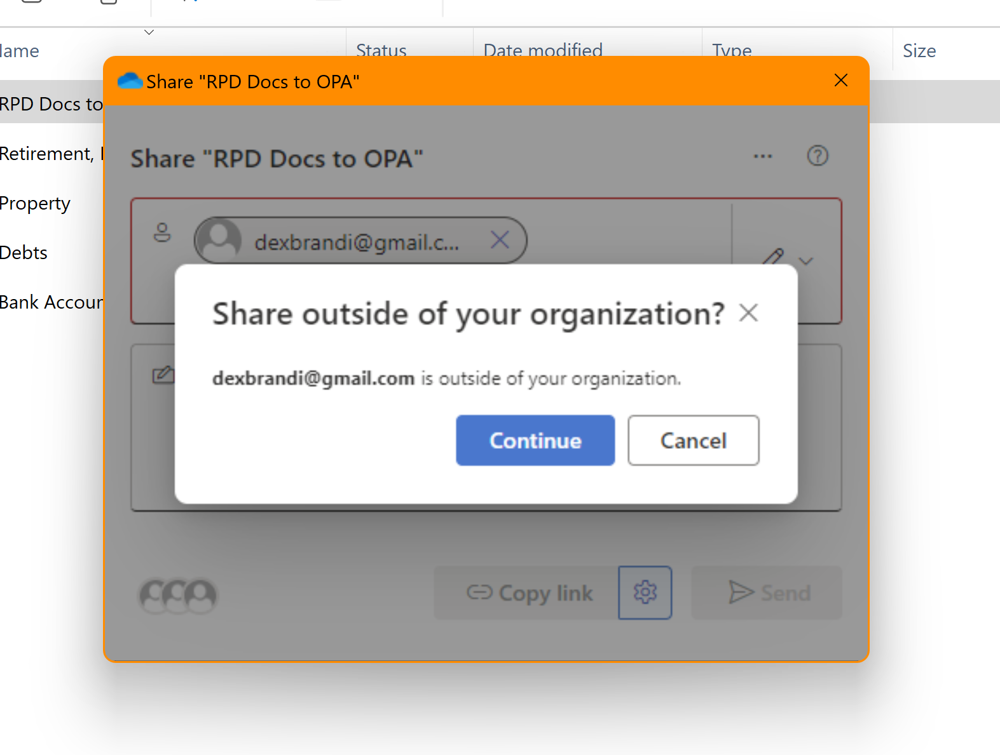 Status
Date modified
Type
Size
Share "RPD Docs to OPA"
RPD Docs to
Retirement,
Share "RPD Docs to OPA"
Property
dexbrandi@gmail.c...
Debts
Bank Accoun
Share outside of your organization?
dexbrandi@gmail.com is outside of your organization.
Continue
Cancel
Copy link
Send